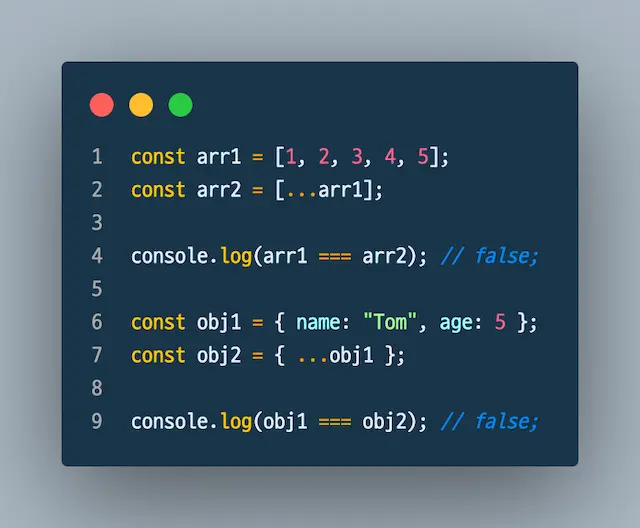 1 const arr1 = [1, 2, 3, 4, 5];
2 const arr2 = [...arr1];
3
4 console.log(arr1 === arr2); // false;
5
6 const obj1 = { name: "Tom", age: 5 };
7 const obj2 = { ...obj1 };
8
9 console.log(obj1 === obj2); // false;